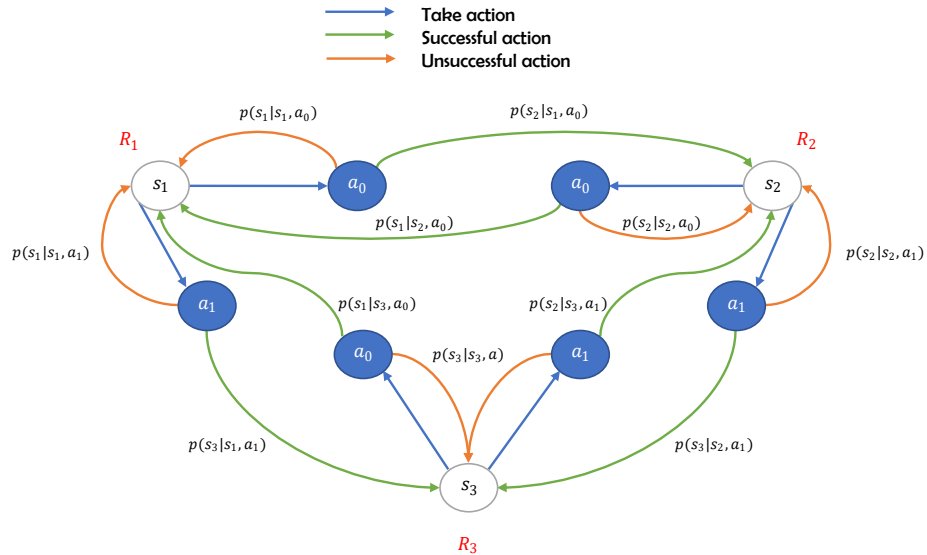 Take action
Successful action
Unsuccessful action
p(s₁|s₁, a₀)
p(s₂|s₁, a₀)
R₁
R₂
s₁
a₀
a₀
s₂
p(s₁|s₂, a₀)
p(s₂|s₂, a₀)
p(s₁|s₁, a₁)
p(s₂|s₂, a₁)
a₁
p(s₁|s₃, a₀)
p(s₂|s₃, a₁)
a₁
a₀
p(s₃|s₃, a)
a₁
p(s₃|s₁, a₁)
p(s₃|s₂, a₁)
s₃
R₃